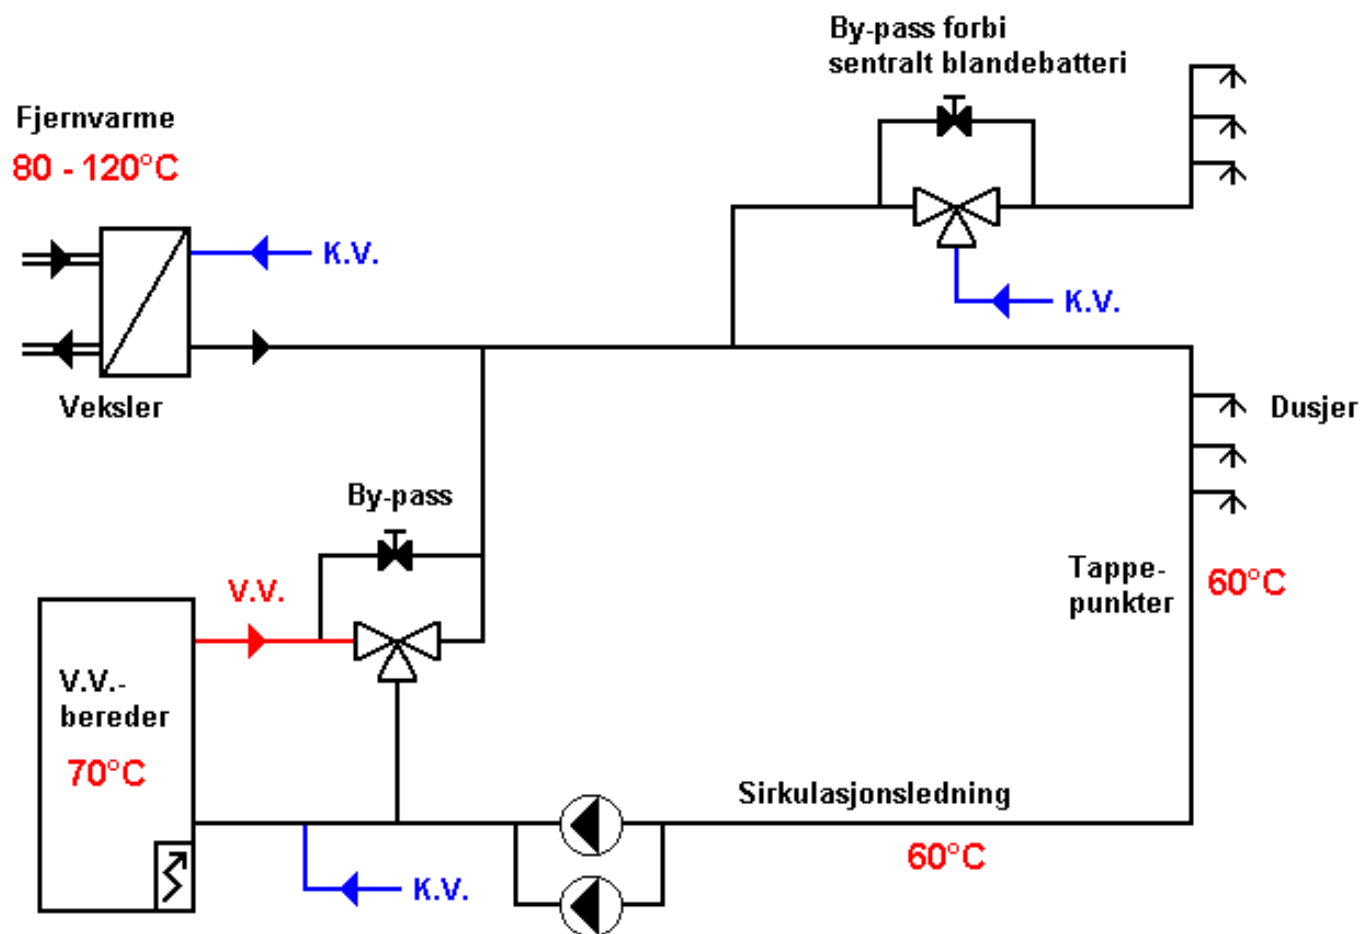 By-pass forbi
sentralt blandebatteri
Fjernvarme
80 - 120°C
K.V.
K.V.
Veksler
Dusjer
By-pass
V.V.
Tappe-
punkter
60°C
V.V.-
bereder
70°C
Sirkulasjonsledning
60°C
K.V.